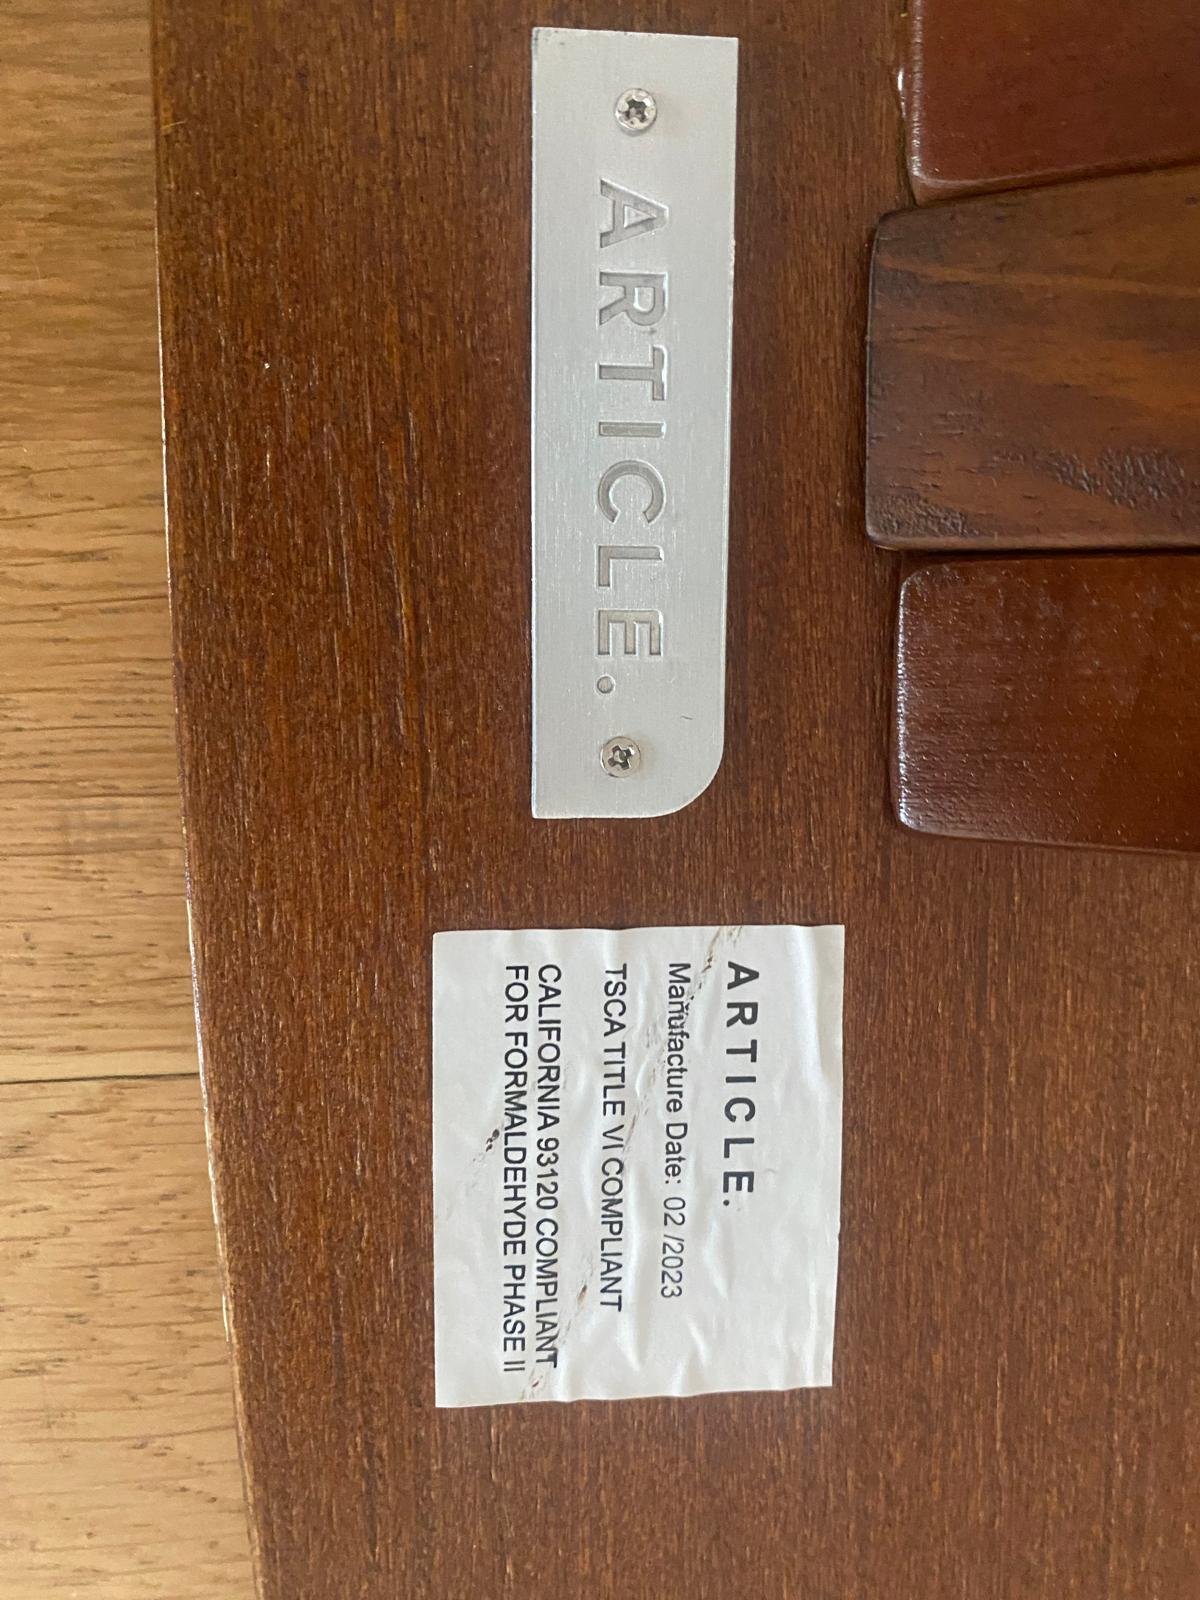 ARTICLE.
ARTICLE.
Manufacture Date: 02 /2023
TSCA TITLE VI COMPLIANT
CALIFORNIA 93120 COMPLIANT
FOR FORMALDEHYDE PHASE II